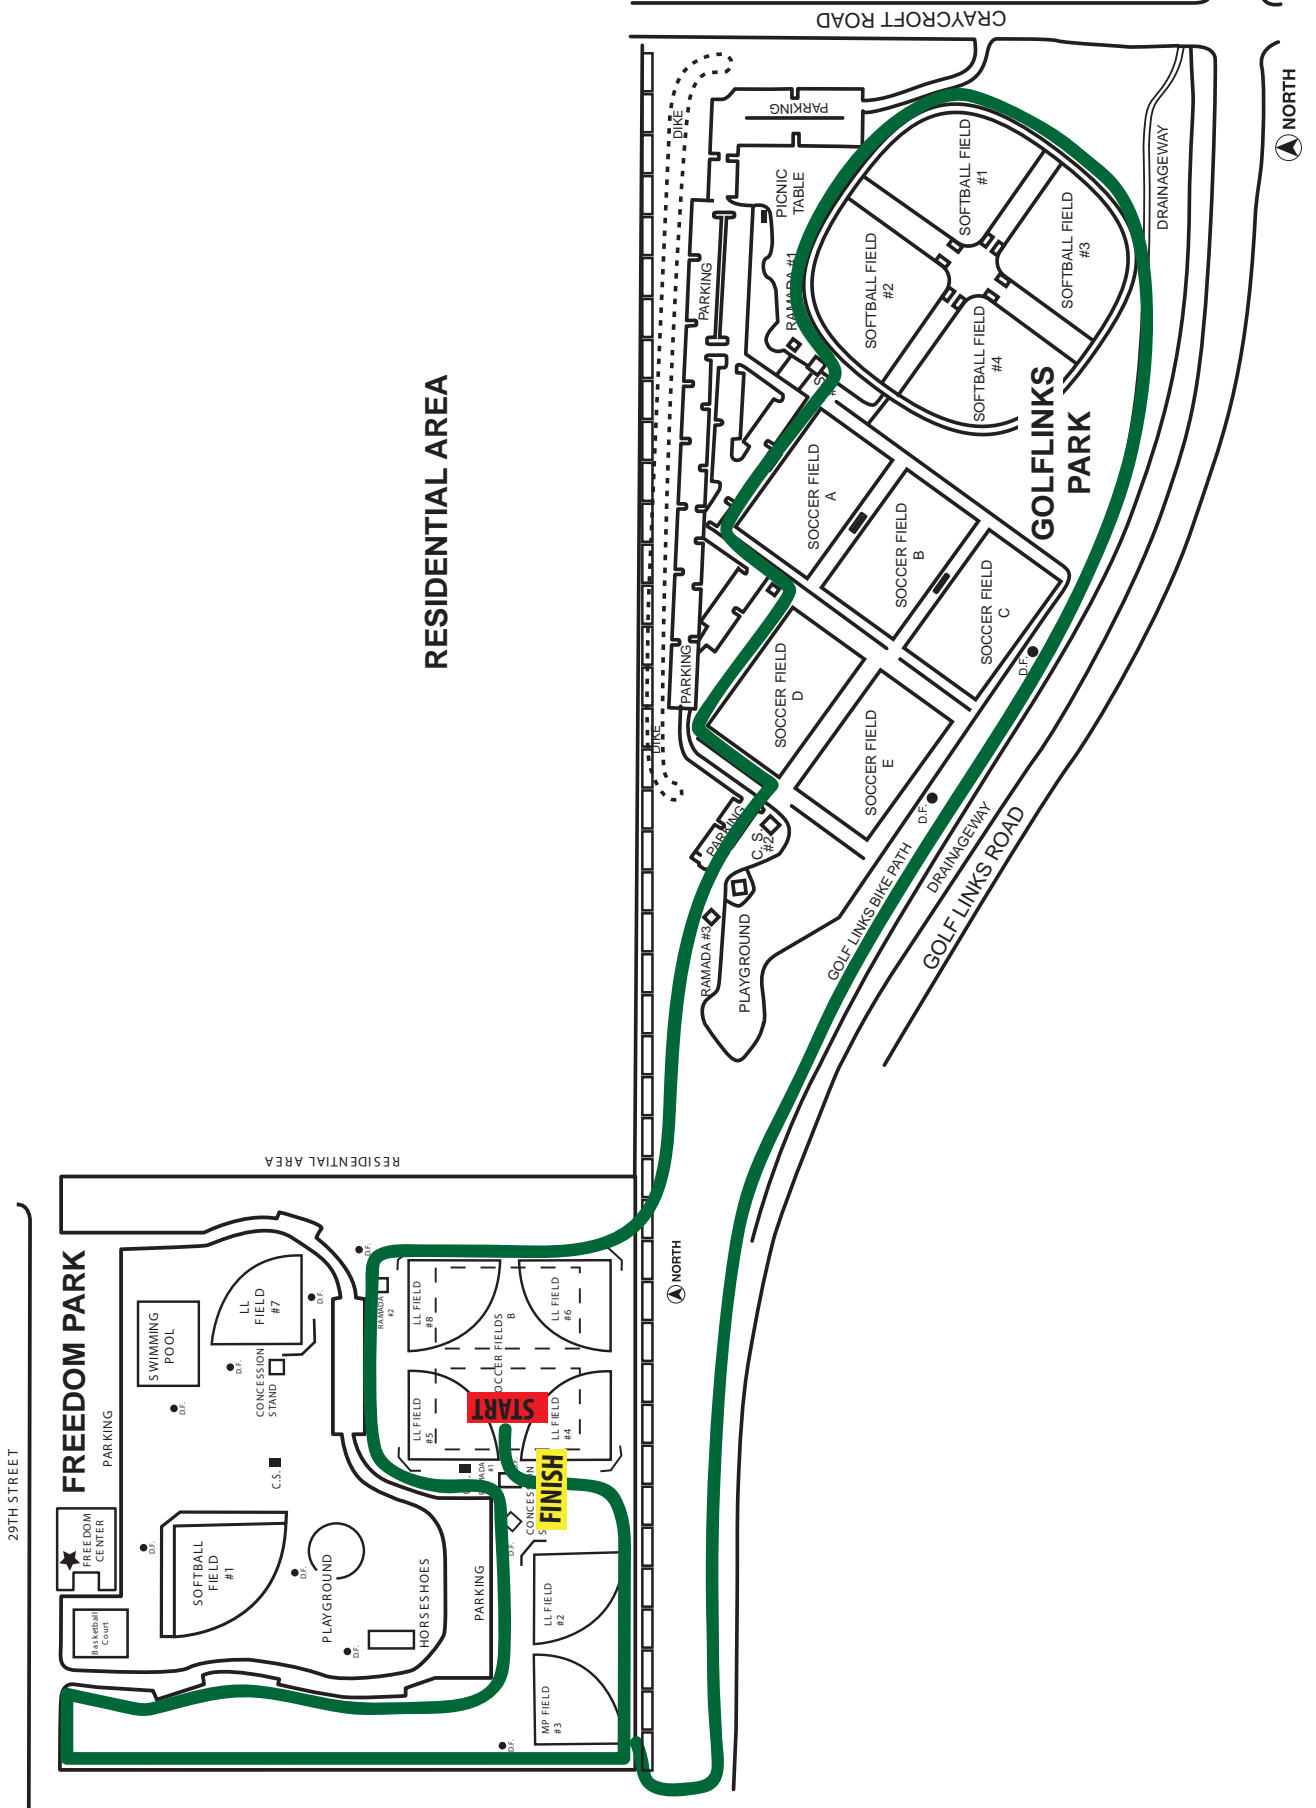 CRAYCROFT ROAD
NORTH
DIKE
PARKING
DRAINAGEWAY
PICNIC
TABLE
SOFTBALL FIELD
#1
SOFTBALL FIELD
#3
SOFTBALL FIELD
#2
SOFTBALL FIELD
#4
RAMADA #1
PARKING
GOLFLINKS
PARK
RESIDENTIAL AREA
SOCCER FIELD
A
SOCCER FIELD
B
SOCCER FIELD
C
SOCCER FIELD
D
SOCCER FIELD
E
D.F.
D.F.
PARKING
DIKE
PARKING
C. S.
#2
RAMADA #3
PLAYGROUND
GOLF LINKS BIKE PATH
DRAINAGEWAY
GOLF LINKS ROAD
RESIDENTIAL AREA
NORTH
29TH STREET
FREEDOM PARK
PARKING
SWIMMING
POOL
LL
FIELD
#7
D.F.
D.F.
D.F.
D.F.
CONCESSION
STAND
RAMADA
#2
LL FIELD
#8
LL FIELD
#6
OCCER FIELDS
B
LL FIELD
#5
LL FIELD
#4
START
FINISH
C.S.
RAMADA
#1
FREEDOM
CENTER
Basketball
Court
SOFTBALL
FIELD
#1
D.F.
D.F.
D.F.
PLAYGROUND
HORSESHOES
PARKING
D.F.
LL FIELD
#2
MP FIELD
#3
D.F.